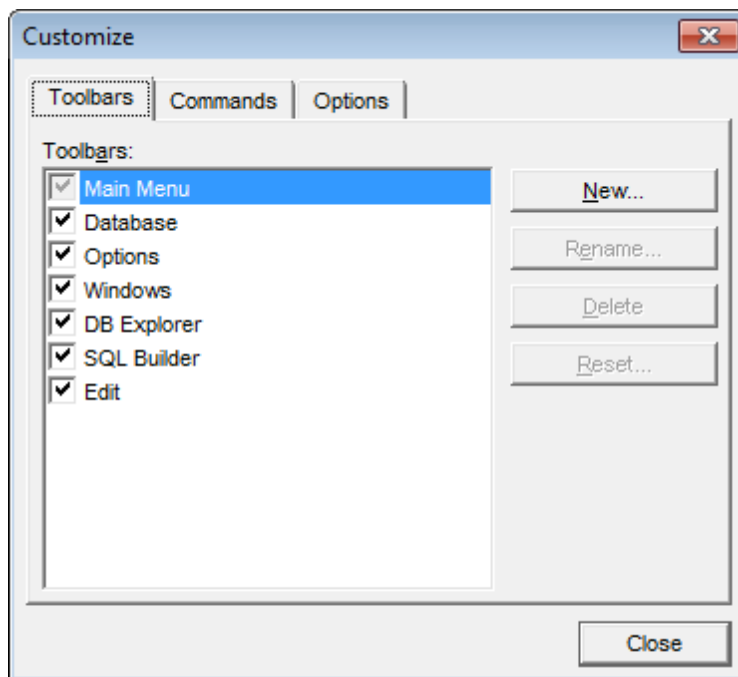 Customize
Toolbars Commands Options
Toolbars:
Main Menu
Database
Options
Windows
DB Explorer
SQL Builder
Edit
New...
Rename...
Delete
Reset...
Close